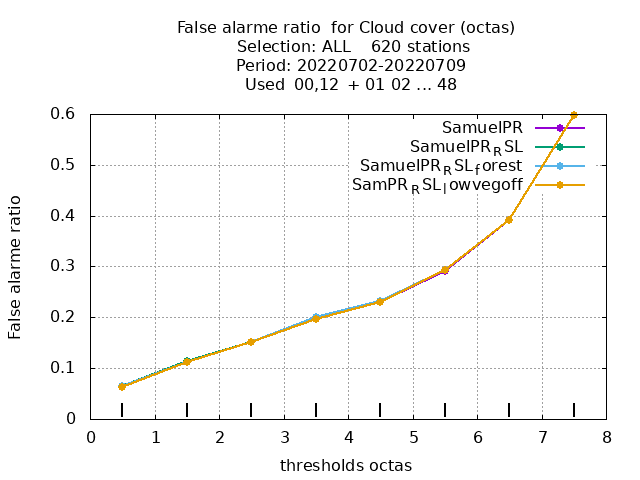 False alarme ratio for Cloud cover (octas)
Selection: ALL 620 stations
Period: 20220702-20220709
Used 00,12 + 01 02 ... 48
SamuelPR
SamuelPR_RSL
SamuelPR_RSL_forest
SamPR_RSL_lowvegoff
False alarme ratio
0.6
0.5
0.4
0.3
0.2
0.1
0
0 1 2 3 4 5 6 7 8
thresholds octas